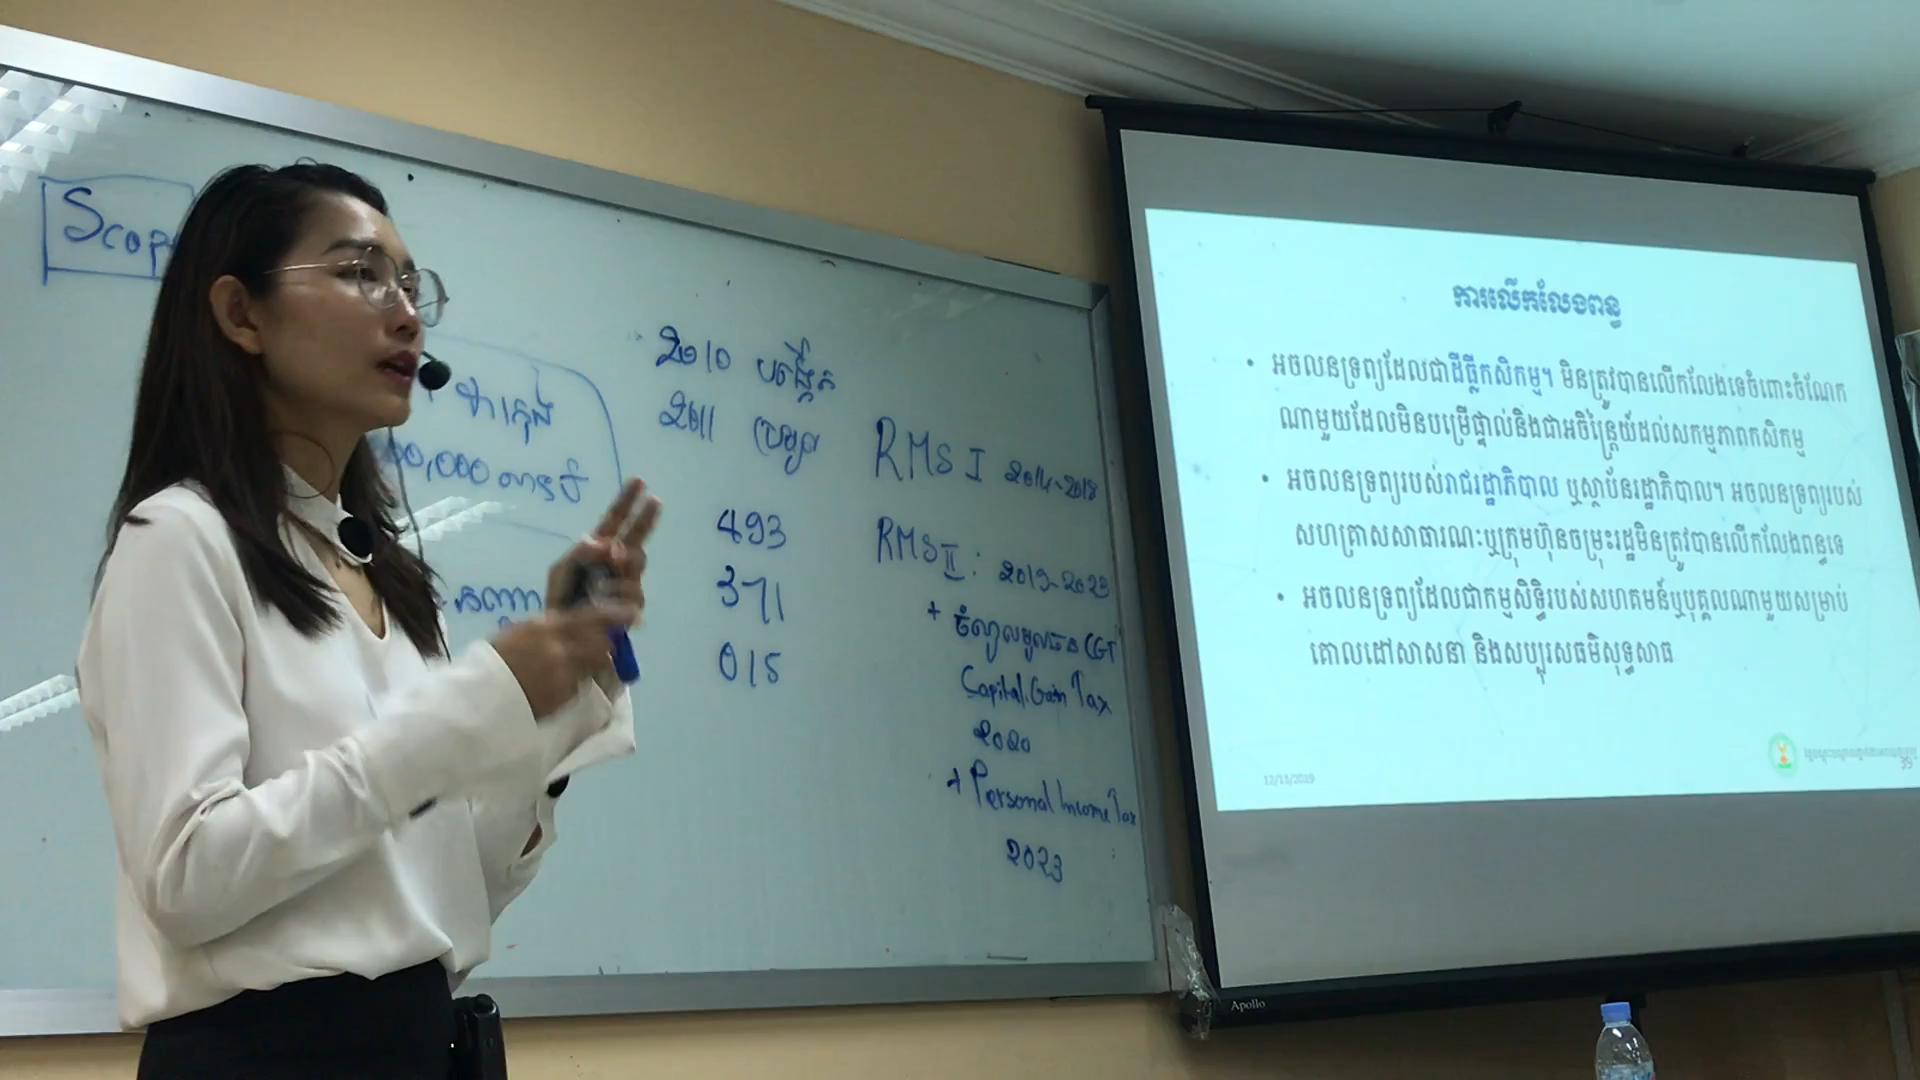 Scop
2010 បង្កើត
2011 ប្រមូល
00,000
493
371
015
RMS I 2014-2018
RMS II : 2019-2023
+ ចំណូលមូលធន CGT
Capital Gain Tax
2020
+ Personal Income Tax
2023
ការលើកលែងពន្ធ
• អចលនទ្រព្យដែលជាដីធ្លីកសិកម្ម។ មិនត្រូវបានលើកលែងទេចំពោះចំណែក
ណាមួយដែលមិនបម្រើផ្ទាល់និងជាអចិន្ត្រៃយ៍ដល់សកម្មភាពកសិកម្ម
• អចលនទ្រព្យរបស់រាជរដ្ឋាភិបាល ឬស្ថាប័នរដ្ឋាភិបាល។ អចលនទ្រព្យរបស់
សហគ្រាសសាធារណៈឬក្រុមហ៊ុនចម្រុះរដ្ឋមិនត្រូវបានលើកលែងពន្ធទេ
• អចលនទ្រព្យដែលជាកម្មសិទ្ធិរបស់សហគមន៍ឬបុគ្គលណាមួយសម្រាប់
គោលដៅសាសនា និងសប្បុរសធម៌សុទ្ធសាធ
12/13/2019
39
Apollo